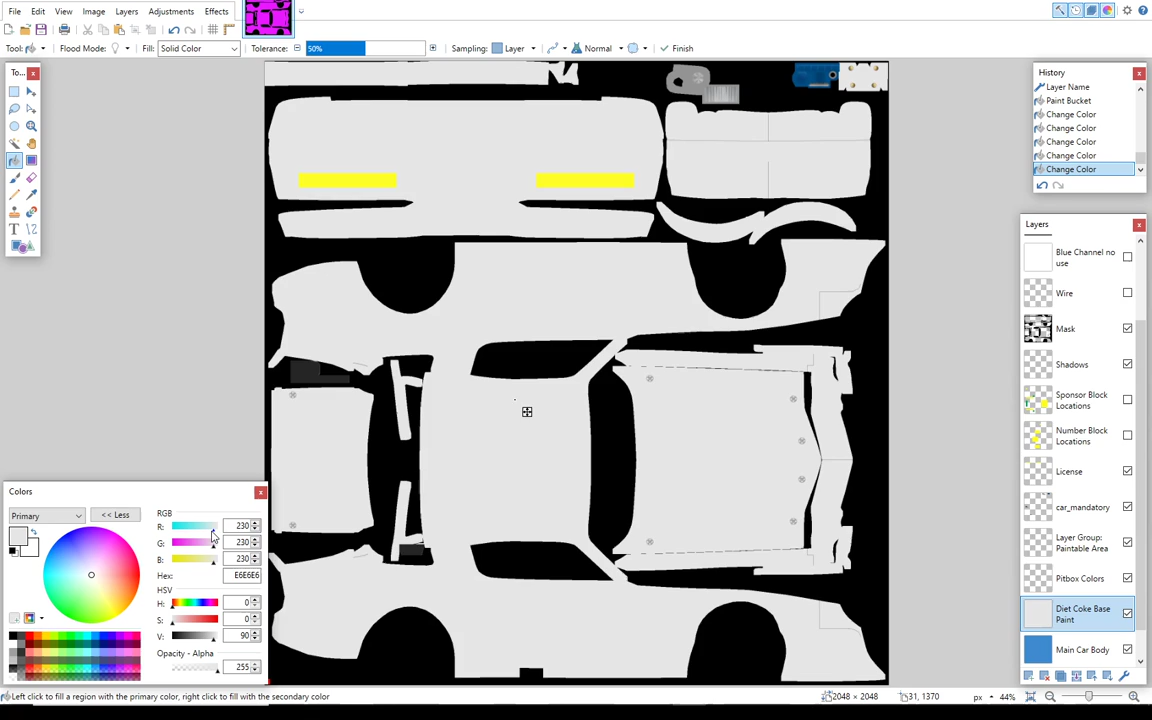 File Edit View Image Layers Adjustments Effects
Tool: Flood Mode: Fill: Solid Color Tolerance: 50% Sampling: Layer Normal Finish
To...
History
Layer Name
Paint Bucket
Change Color
Change Color
Change Color
Change Color
Change Color
Layers
Blue Channel no use
Wire
Mask
Shadows
Sponsor Block Locations
Number Block Locations
License
car_mandatory
Layer Group: Paintable Area
Pitbox Colors
Diet Coke Base Paint
Main Car Body
Colors
Primary << Less
RGB
R: 230
G: 230
B: 230
Hex: E6E6E6
HSV
H: 0
S: 0
V: 90
Opacity - Alpha
255
Left click to fill a region with the primary color, right click to fill with the secondary color 2048 × 2048 531, 1370 px 44%